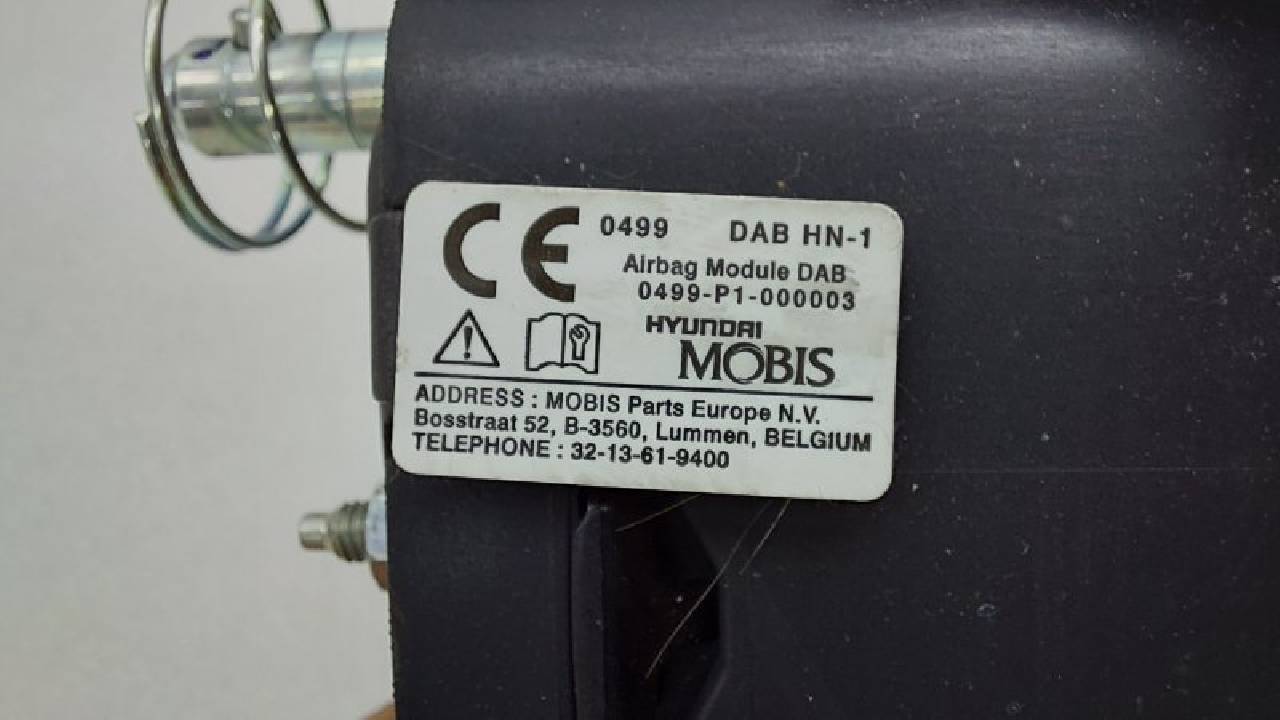 CE 0499 DAB HN-1
Airbag Module DAB
0499-P1-000003
HYUNDAI
MOBIS
ADDRESS : MOBIS Parts Europe N.V.
Bosstraat 52, B-3560, Lummen, BELGIUM
TELEPHONE : 32-13-61-9400